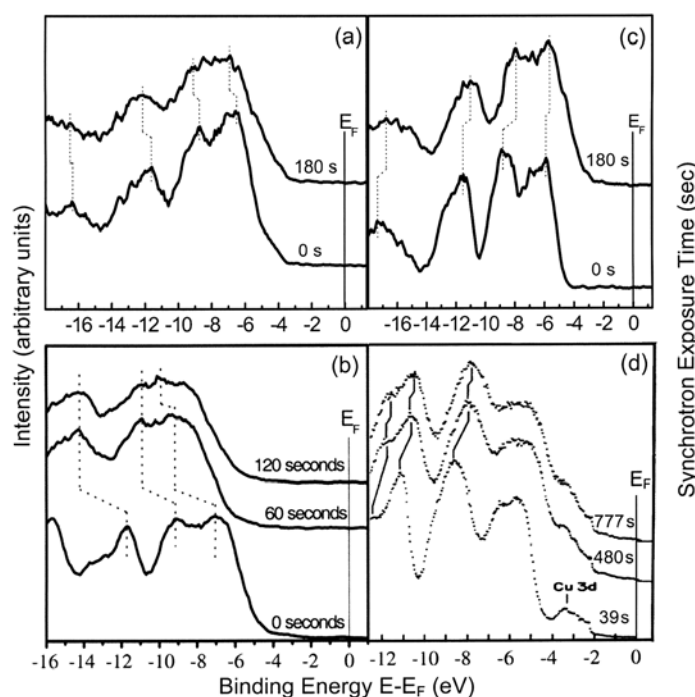 (a)
E_F
180 s
0 s
-16 -14 -12 -10 -8 -6 -4 -2 0
(c)
E_F
180 s
0 s
-16 -14 -12 -10 -8 -6 -4 -2 0
(b)
E_F
120 seconds
60 seconds
0 seconds
-16 -14 -12 -10 -8 -6 -4 -2 0
(d)
E_F
777s
480s
Cu 3d
39s
-12 -10 -8 -6 -4 -2 0
Intensity (arbitrary units)
Synchrotron Exposure Time (sec)
Binding Energy E-E_F (eV)